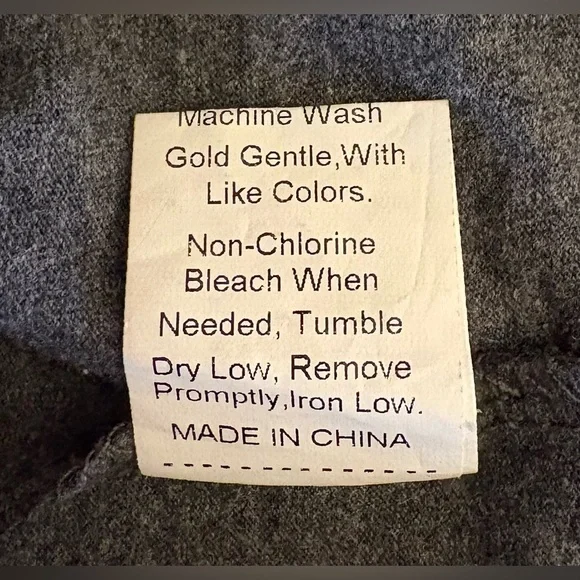 Machine Wash
Gold Gentle,With
Like Colors.
Non-Chlorine
Bleach When
Needed, Tumble
Dry Low, Remove
Promptly,Iron Low.
MADE IN CHINA